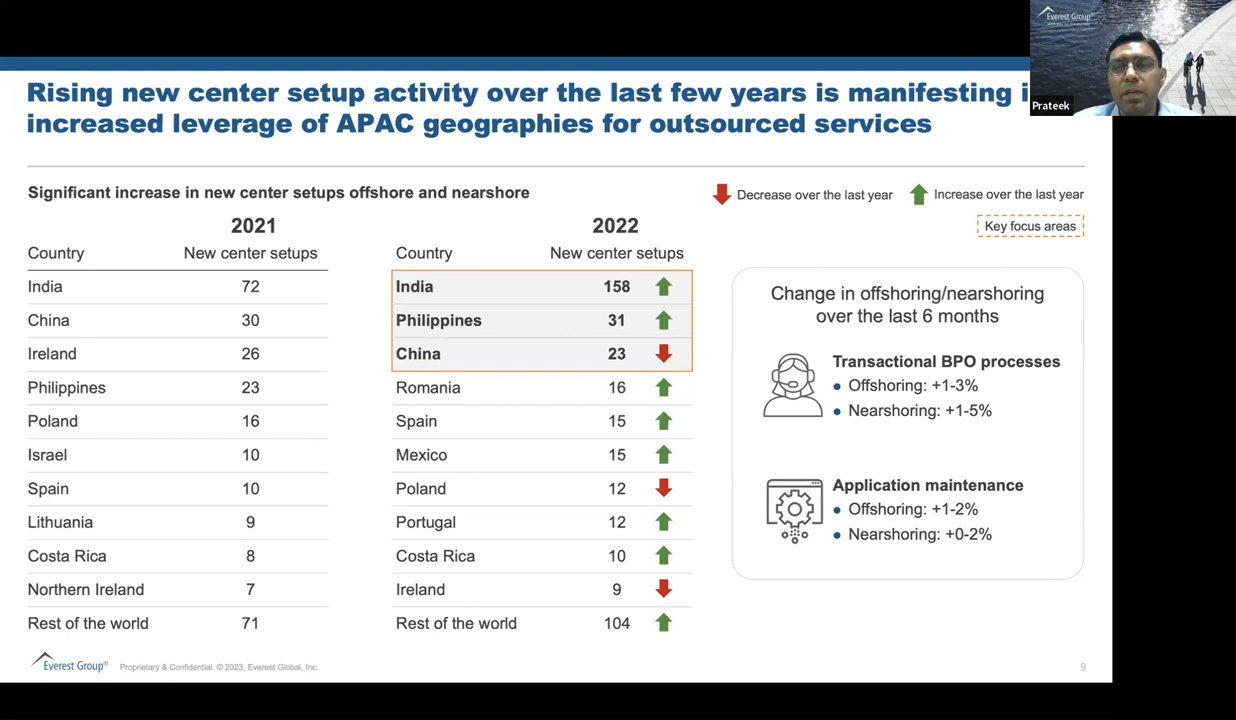 Everest Group®
Prateek
Rising new center setup activity over the last few years is manifesting i
increased leverage of APAC geographies for outsourced services
Significant increase in new center setups offshore and nearshore
Decrease over the last year
Increase over the last year
Key focus areas
2021
Country New center setups
India 72
China 30
Ireland 26
Philippines 23
Poland 16
Israel 10
Spain 10
Lithuania 9
Costa Rica 8
Northern Ireland 7
Rest of the world 71
2022
Country New center setups
India 158
Philippines 31
China 23
Romania 16
Spain 15
Mexico 15
Poland 12
Portugal 12
Costa Rica 10
Ireland 9
Rest of the world 104
Change in offshoring/nearshoring
over the last 6 months
Transactional BPO processes
• Offshoring: +1-3%
• Nearshoring: +1-5%
Application maintenance
• Offshoring: +1-2%
• Nearshoring: +0-2%
Everest Group®
Proprietary & Confidential. © 2023, Everest Global, Inc.
9